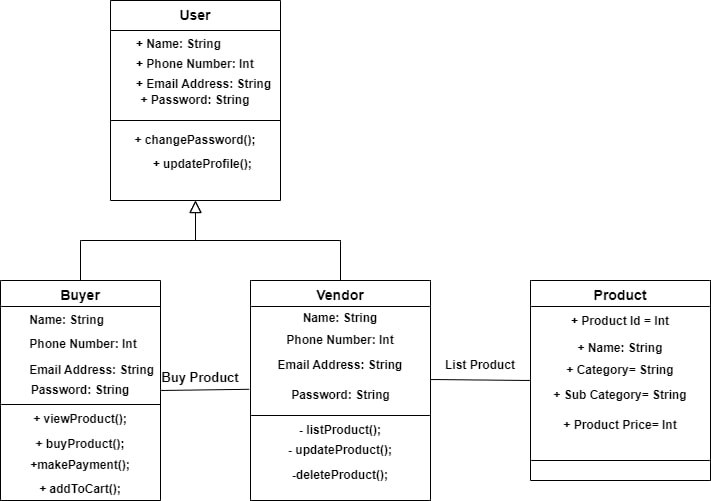 User
+ Name: String
+ Phone Number: Int
+ Email Address: String
+ Password: String
+ changePassword();
+ updateProfile();
Buyer
Name: String
Phone Number: Int
Email Address: String
Password: String
+ viewProduct();
+ buyProduct();
+makePayment();
+ addToCart();
Buy Product
Vendor
Name: String
Phone Number: Int
Email Address: String
Password: String
- listProduct();
- updateProduct();
-deleteProduct();
List Product
Product
+ Product Id = Int
+ Name: String
+ Category= String
+ Sub Category= String
+ Product Price= Int